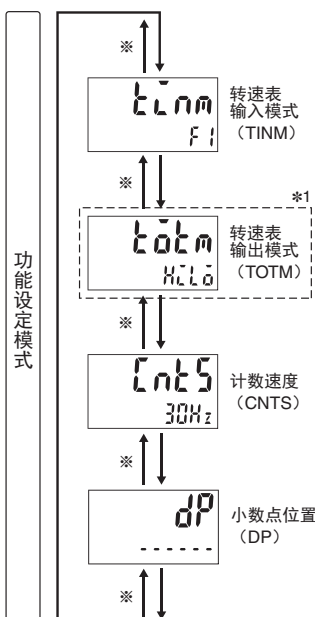 功能设定模式
※
tinm
F1
转速表
输入模式
（TINM）
※
*1
totm
HiLo
转速表
输出模式
（TOTM）
※
CntS
30Hz
计数速度
（CNTS）
※
dP
------
小数点位置
（DP）
※